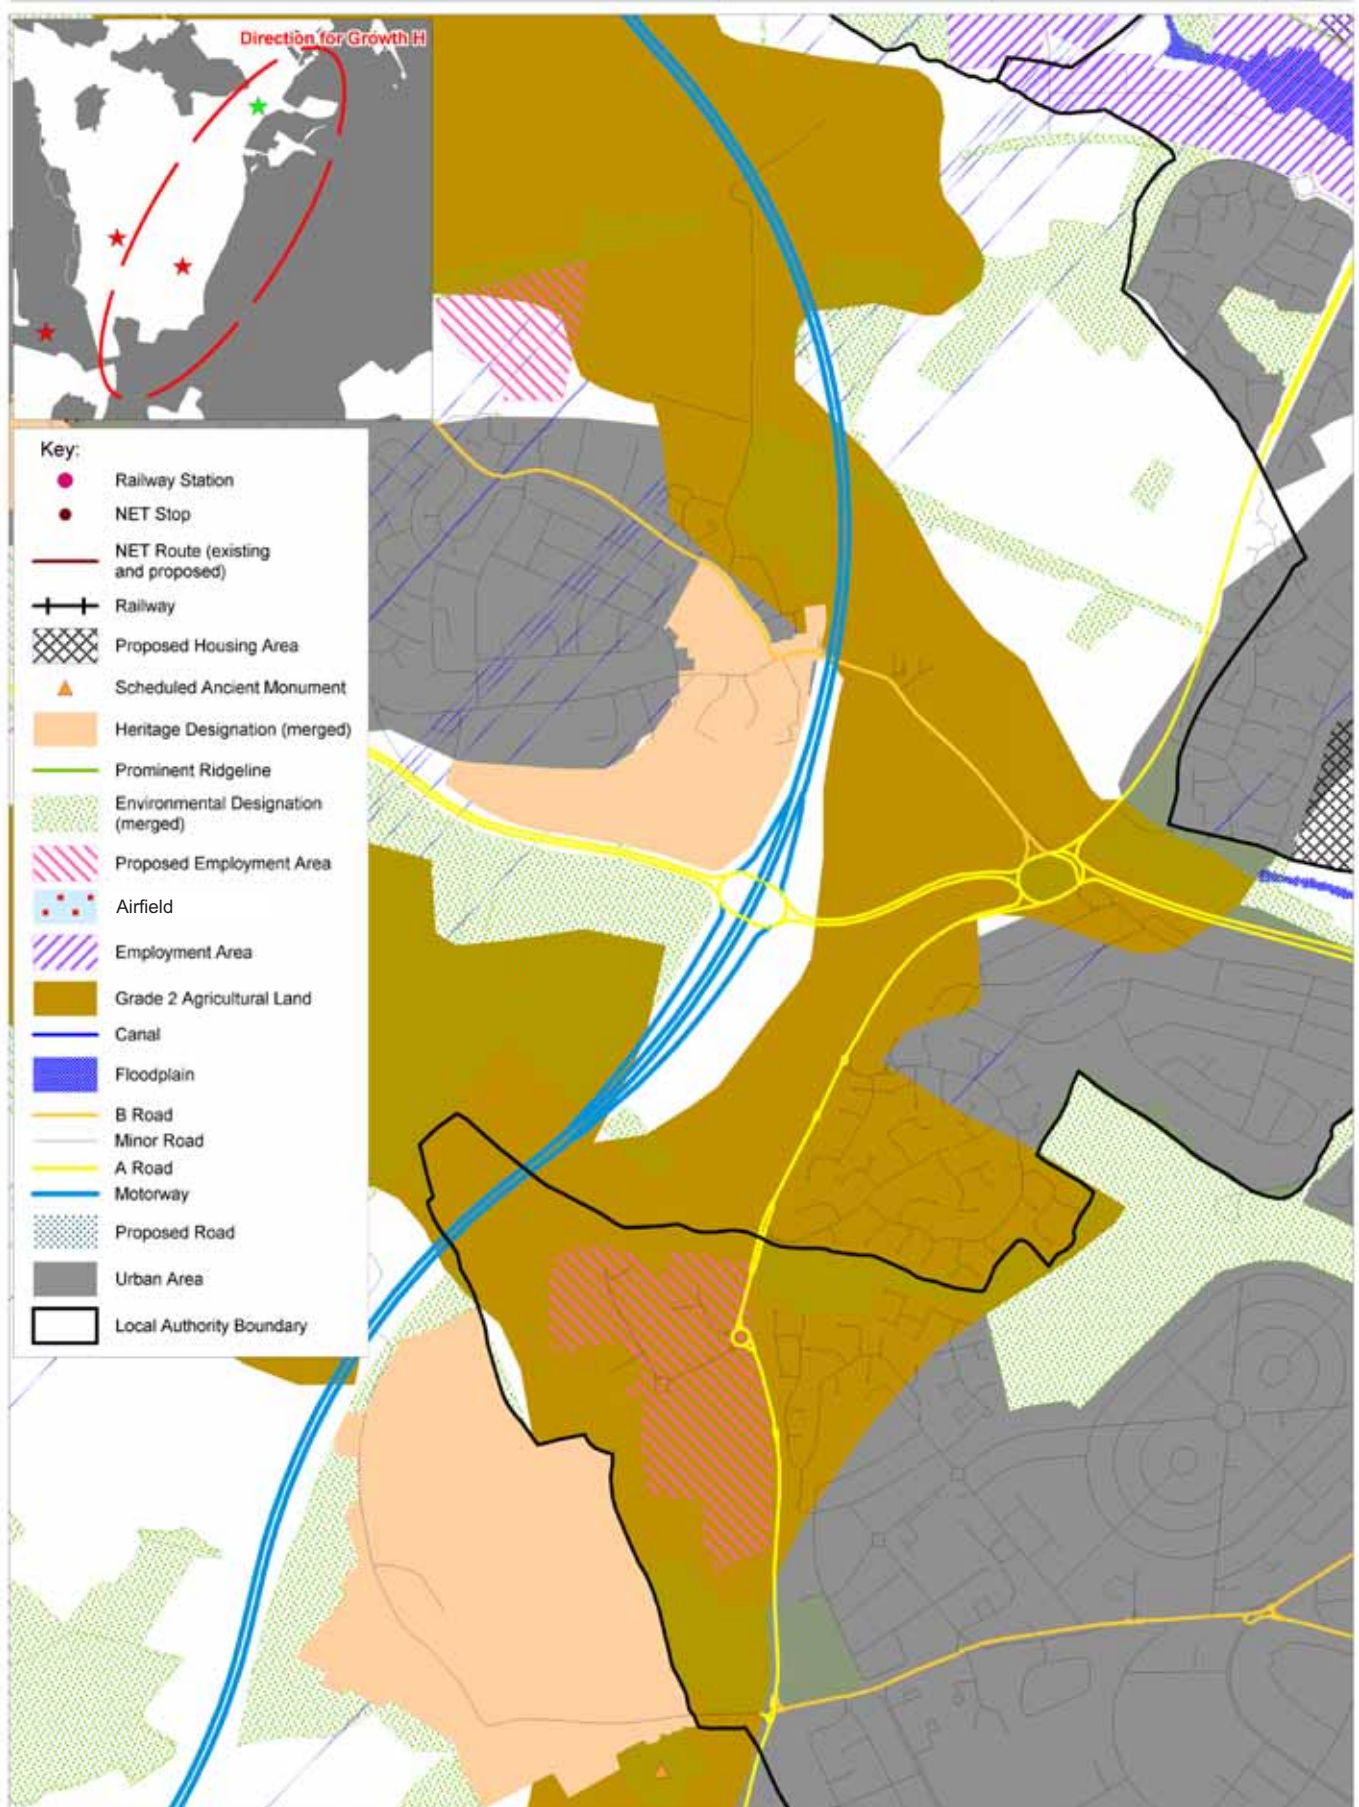 Direction for Growth H
Key:
Railway Station
NET Stop
NET Route (existing
and proposed)
Railway
Proposed Housing Area
Scheduled Ancient Monument
Heritage Designation (merged)
Prominent Ridgeline
Environmental Designation
(merged)
Proposed Employment Area
Airfield
Employment Area
Grade 2 Agricultural Land
Canal
Floodplain
B Road
Minor Road
A Road
Motorway
Proposed Road
Urban Area
Local Authority Boundary